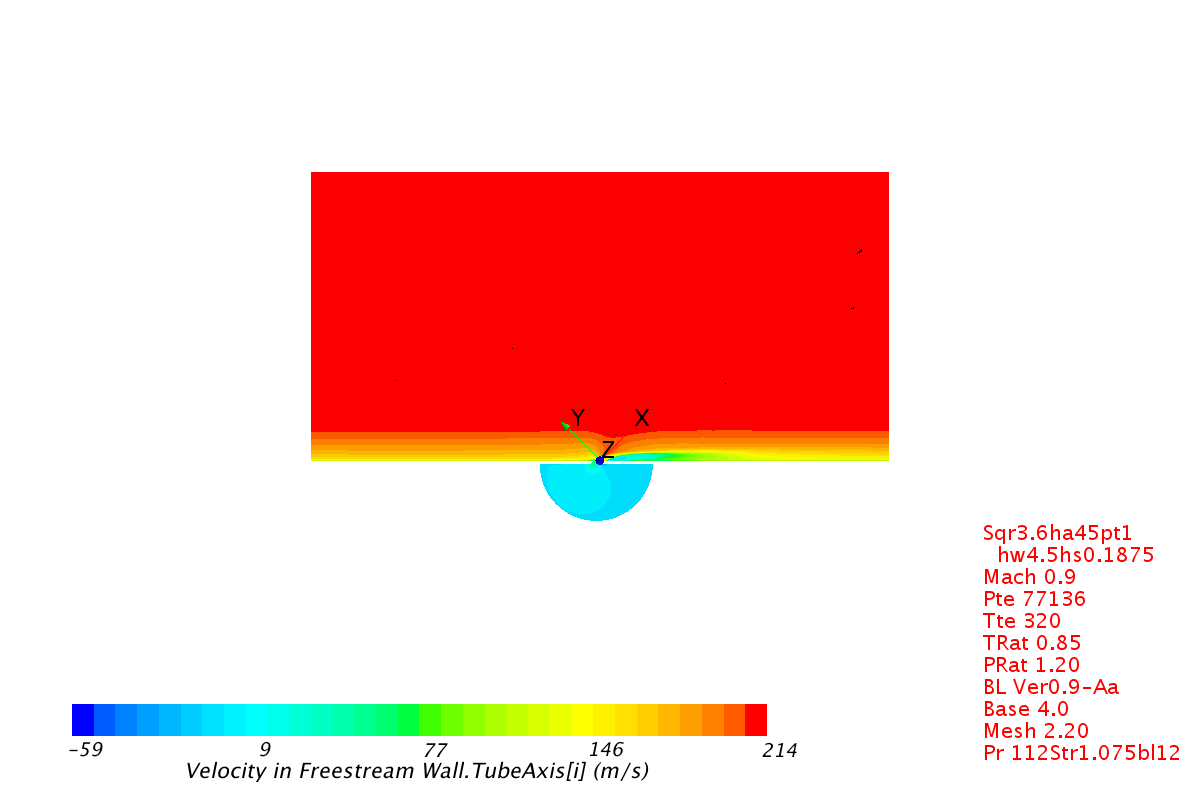 Y X
Z
Sqr3.6ha45pt1
hw4.5hs0.1875
Mach 0.9
Pte 77136
Tte 320
TRat 0.85
PRat 1.20
BL Ver0.9-Aa
Base 4.0
Mesh 2.20
Pr 112Str1.075bl12
-59 9 77 146 214
Velocity in Freestream Wall.TubeAxis[i] (m/s)